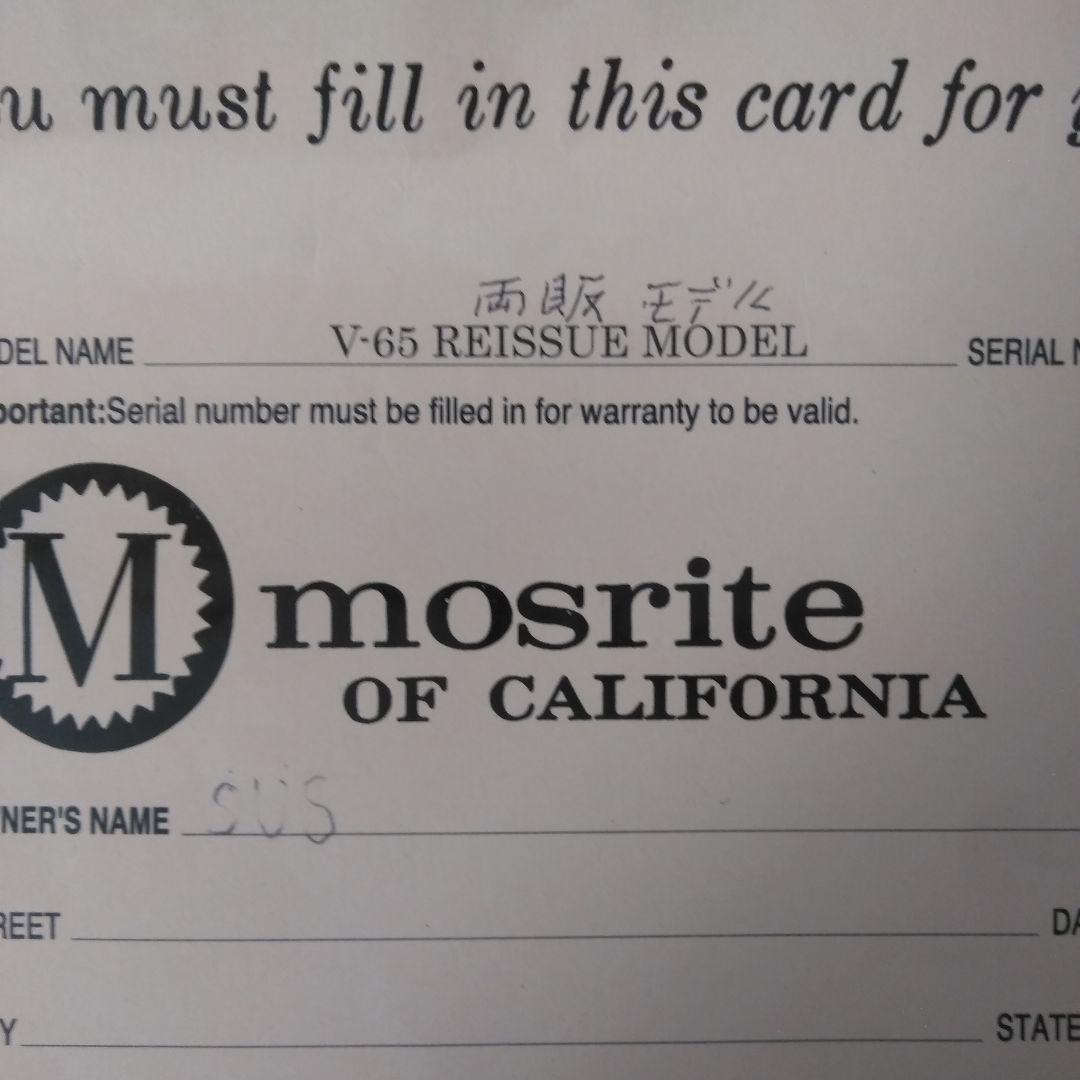 u must fill in this card for y
両販 モデル
DEL NAME V-65 REISSUE MODEL SERIAL N
portant:Serial number must be filled in for warranty to be valid.
M mosrite
OF CALIFORNIA
NER'S NAME SUS
REET DA
Y STATE